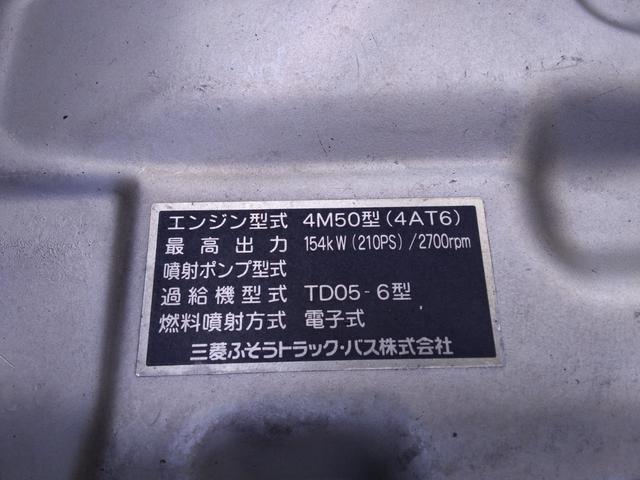 エンジン型式 4M50型(4AT6)
最高出力 154kW(210PS)/2700rpm
噴射ポンプ型式
過給機型式 TD05-6型
燃料噴射方式 電子式
三菱ふそうトラック・バス株式会社